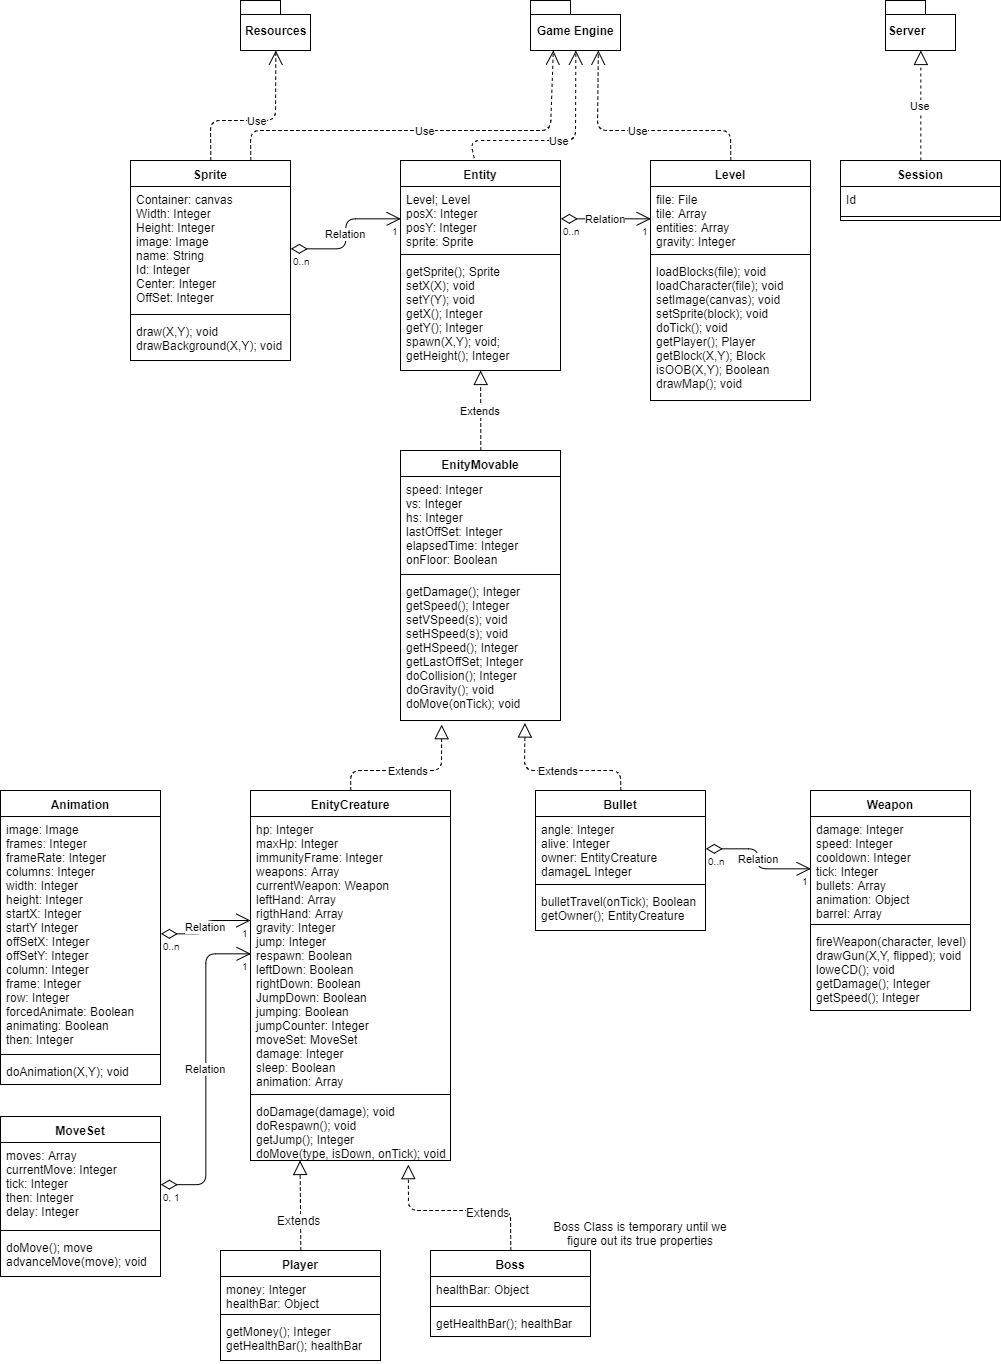 Resources
Game Engine
Server
Use
Use
Use
Use
Use
Sprite
Container: canvas
Width: Integer
Height: Integer
image: Image
name: String
Id: Integer
Center: Integer
OffSet: Integer
draw(X,Y); void
drawBackground(X,Y); void
Relation
0..n
1
Entity
Level; Level
posX: Integer
posY: Integer
sprite: Sprite
getSprite(); Sprite
setX(X); void
setY(Y); void
getX(); Integer
getY(); Integer
spawn(X,Y); void;
getHeight(); Integer
Relation
0..n
1
Level
file: File
tile: Array
entities: Array
gravity: Integer
loadBlocks(file); void
loadCharacter(file); void
setImage(canvas); void
setSprite(block); void
doTick(); void
getPlayer(); Player
getBlock(X,Y); Block
isOOB(X,Y); Boolean
drawMap(); void
Session
Id
Extends
EnityMovable
speed: Integer
vs: Integer
hs: Integer
lastOffSet: Integer
elapsedTime: Integer
onFloor: Boolean
getDamage(); Integer
getSpeed(); Integer
setVSpeed(s); void
setHSpeed(s); void
getHSpeed(); Integer
getLastOffSet; Integer
doCollision(); Integer
doGravity(); void
doMove(onTick); void
Extends
Extends
Animation
image: Image
frames: Integer
frameRate: Integer
columns: Integer
width: Integer
height: Integer
startX: Integer
startY Integer
offSetX: Integer
offSetY: Integer
column: Integer
frame: Integer
row: Integer
forcedAnimate: Boolean
animating: Boolean
then: Integer
doAnimation(X,Y); void
Relation
0..n
1
1
Relation
EnityCreature
hp: Integer
maxHp: Integer
immunityFrame: Integer
weapons: Array
currentWeapon: Weapon
leftHand: Array
rigthHand: Array
gravity: Integer
jump: Integer
respawn: Boolean
leftDown: Boolean
rightDown: Boolean
JumpDown: Boolean
jumping: Boolean
jumpCounter: Integer
moveSet: MoveSet
damage: Integer
sleep: Boolean
animation: Array
doDamage(damage); void
doRespawn(); void
getJump(); Integer
doMove(type, isDown, onTick); void
Bullet
angle: Integer
alive: Integer
owner: EntityCreature
damageL Integer
bulletTravel(onTick); Boolean
getOwner(); EntityCreature
Relation
0..n
1
Weapon
damage: Integer
speed: Integer
cooldown: Integer
tick: Integer
bullets: Array
animation: Object
barrel: Array
fireWeapon(character, level)
drawGun(X,Y, flipped); void
loweCD(); void
getDamage(); Integer
getSpeed(); Integer
MoveSet
moves: Array
currentMove: Integer
tick; Integer
then: Integer
delay; Integer
doMove(); move
advanceMove(move); void
0, 1
Extends
Extends
Boss Class is temporary until we
figure out its true properties
Player
money: Integer
healthBar: Object
getMoney(); Integer
getHealthBar(); healthBar
Boss
healthBar: Object
getHealthBar(); healthBar